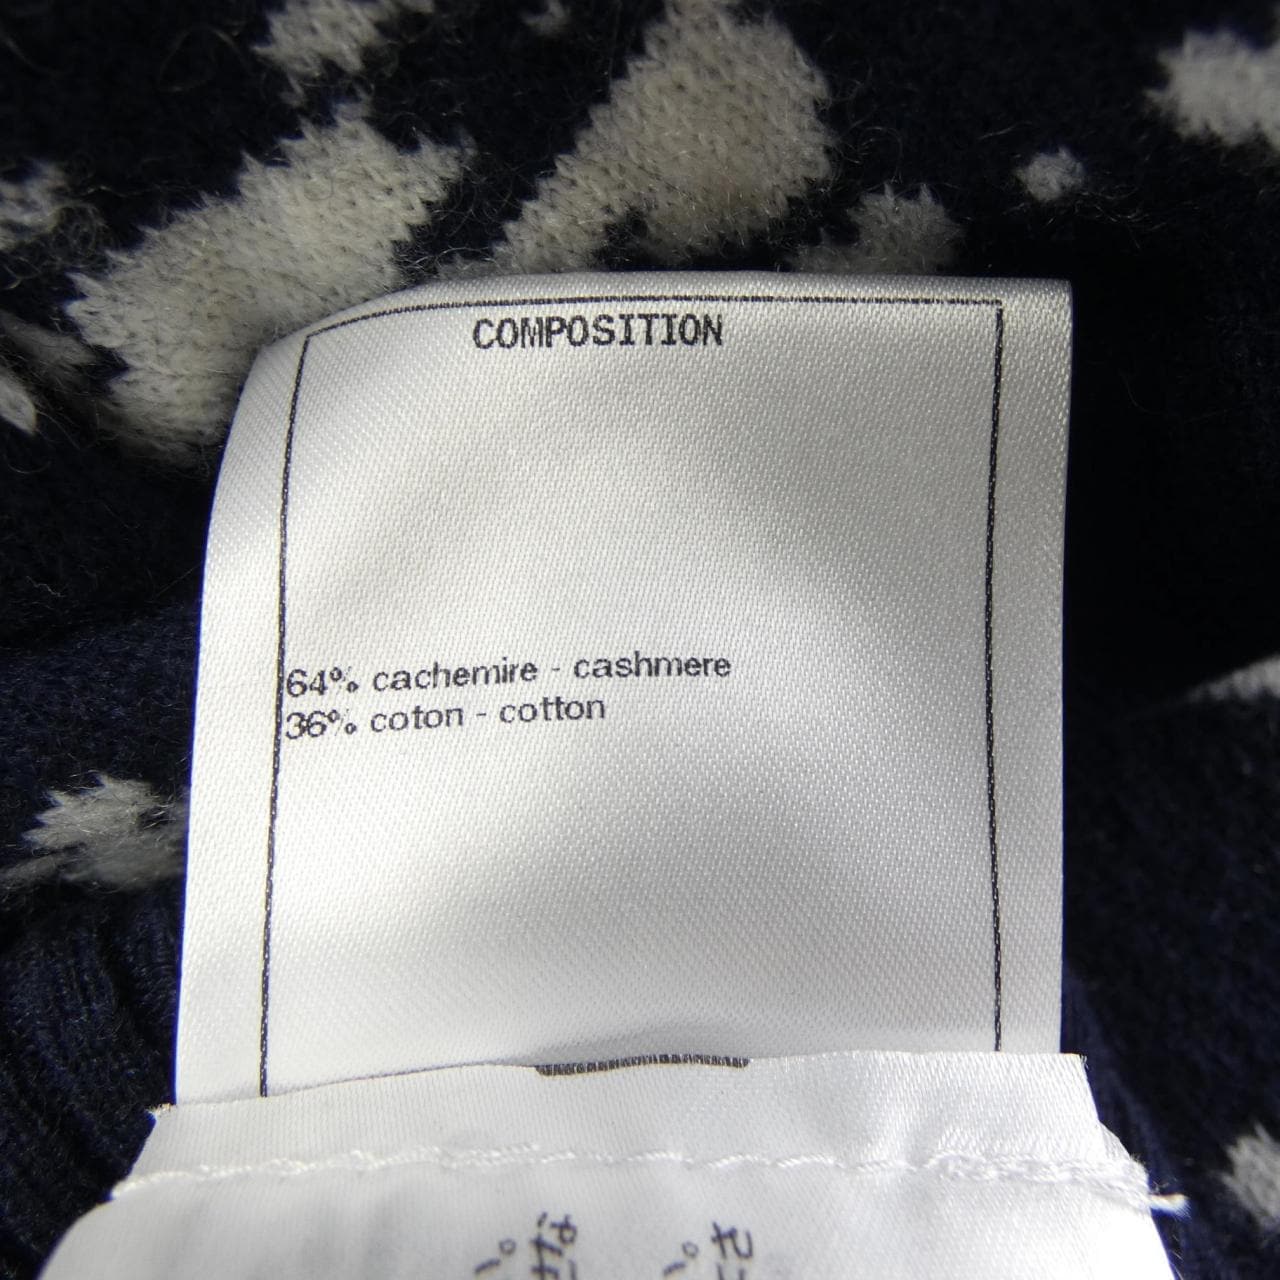 COMPOSITION
64% cachemire - cashmere
36% coton - cotton